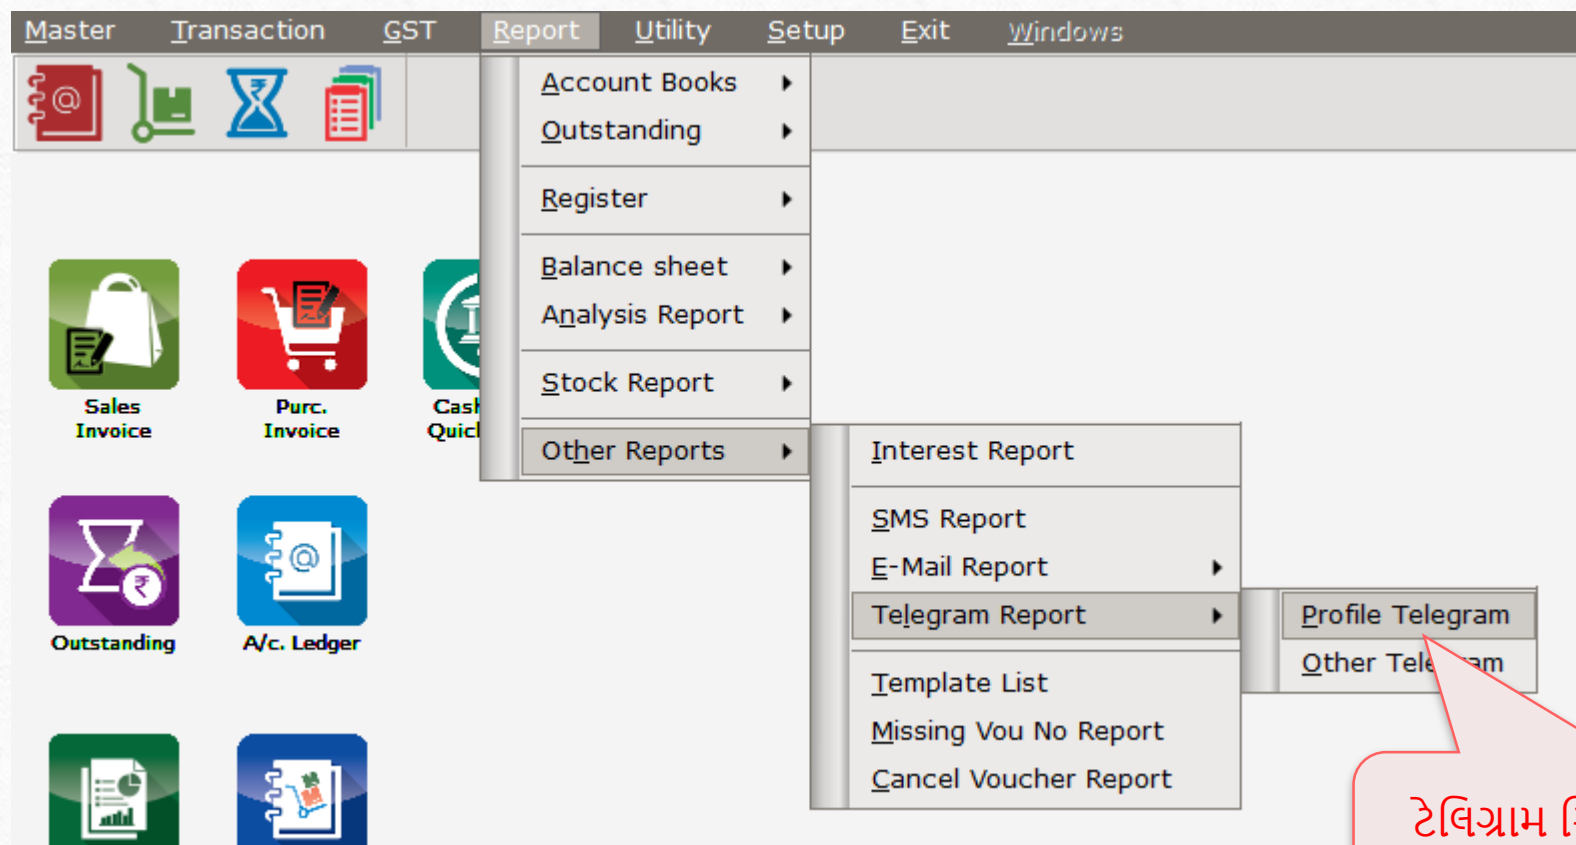 Master Transaction GST Report Utility Setup Exit Windows
Account Books
Outstanding
Register
Balance sheet
Analysis Report
Stock Report
Other Reports
Interest Report
SMS Report
E-Mail Report
Telegram Report
Template List
Missing Vou No Report
Cancel Voucher Report
Profile Telegram
Other
Sales
Invoice
Purc.
Invoice
Outstanding
A/c. Ledger
ટેલિગ્રામ